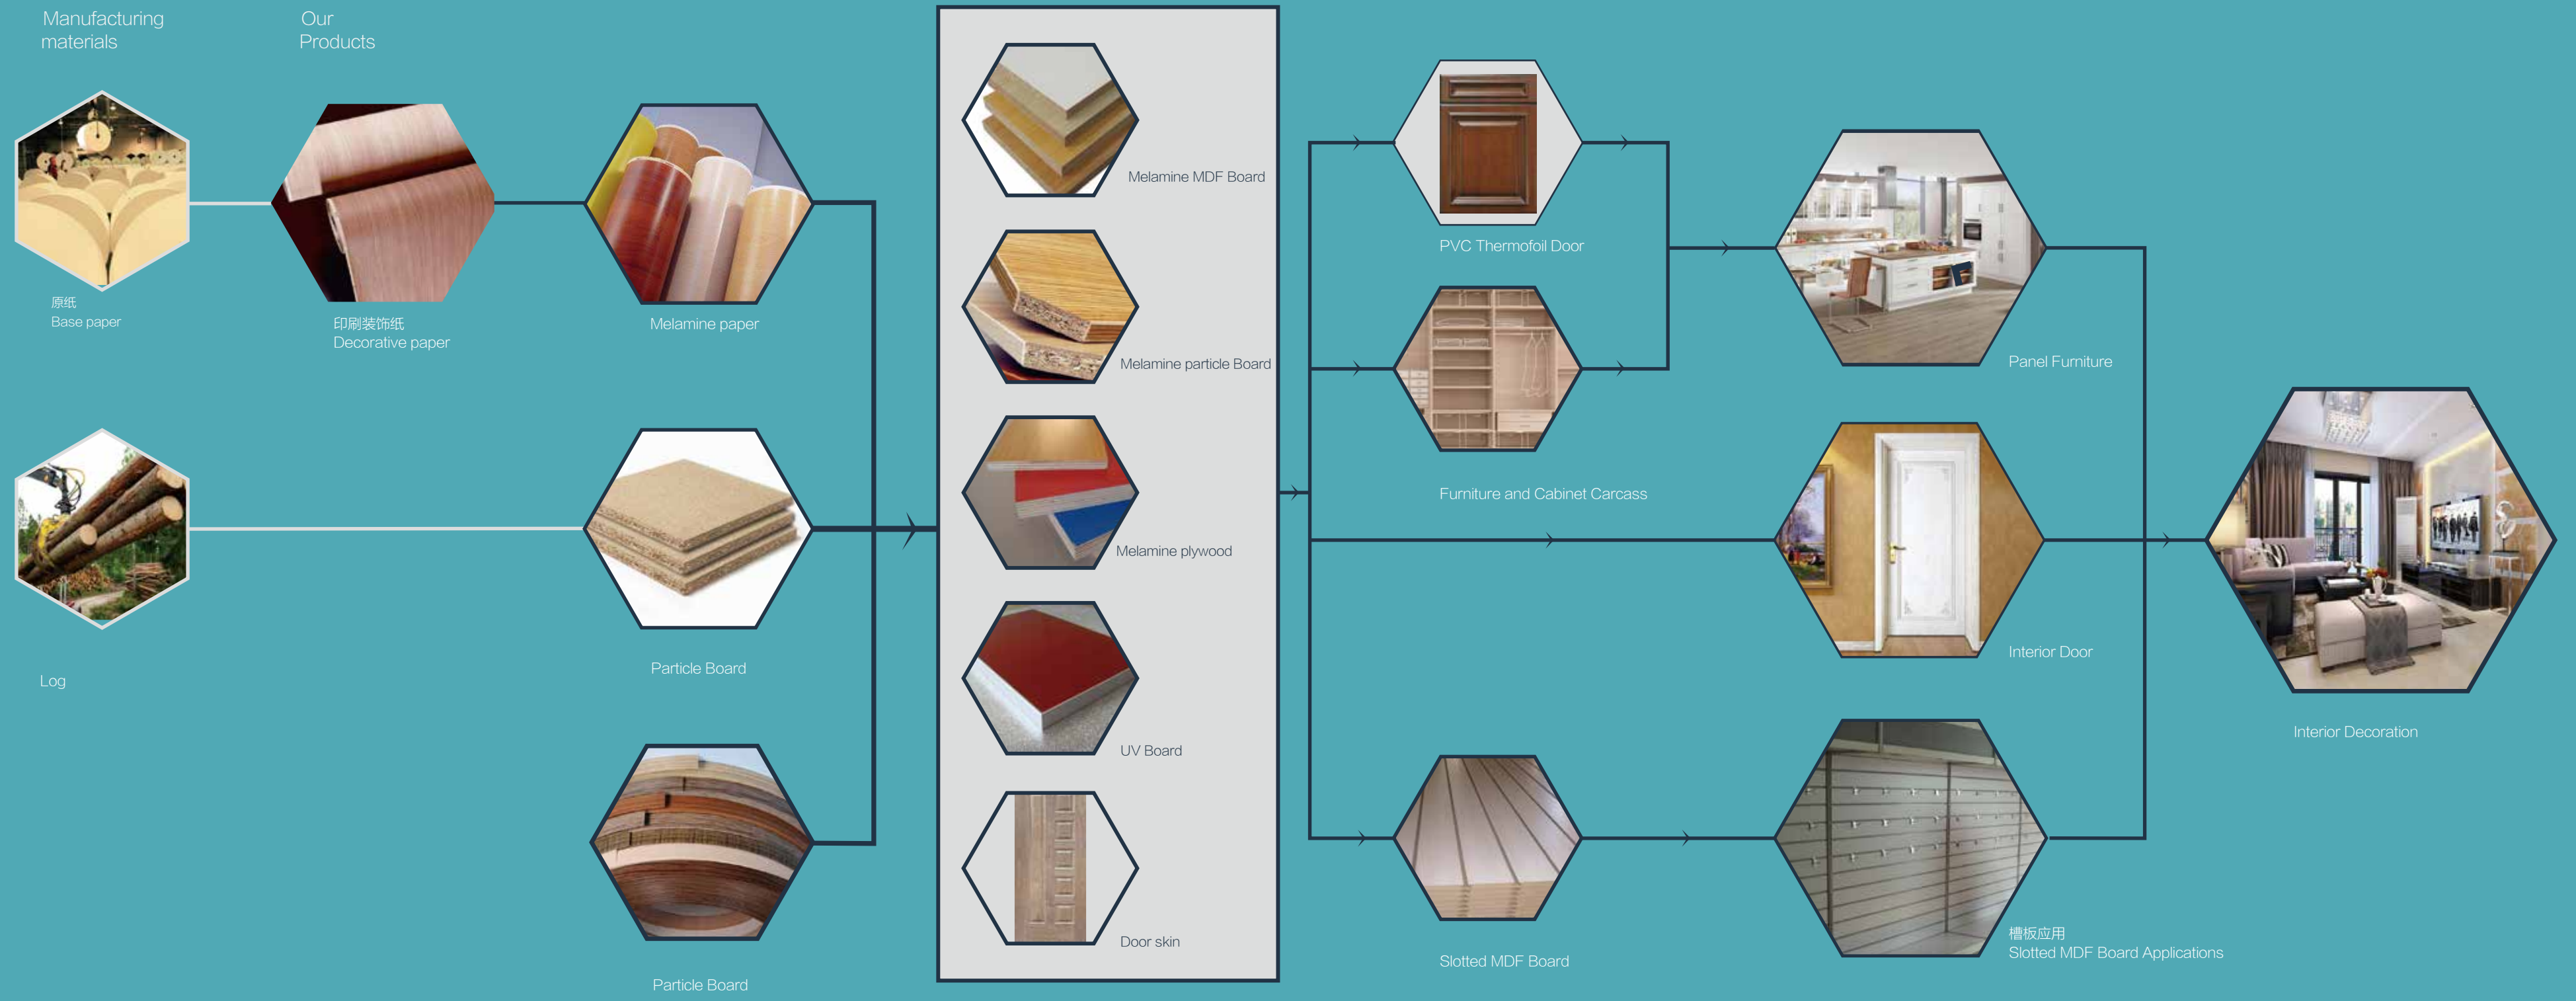 Manufacturing
materials
Our
Products
原纸
Base paper
印刷装饰纸
Decorative paper
Melamine paper
Log
Particle Board
Particle Board
Melamine MDF Board
Melamine particle Board
Melamine plywood
UV Board
Door skin
PVC Thermofoil Door
Furniture and Cabinet Carcass
Slotted MDF Board
Panel Furniture
Interior Door
槽板应用
Slotted MDF Board Applications
Interior Decoration